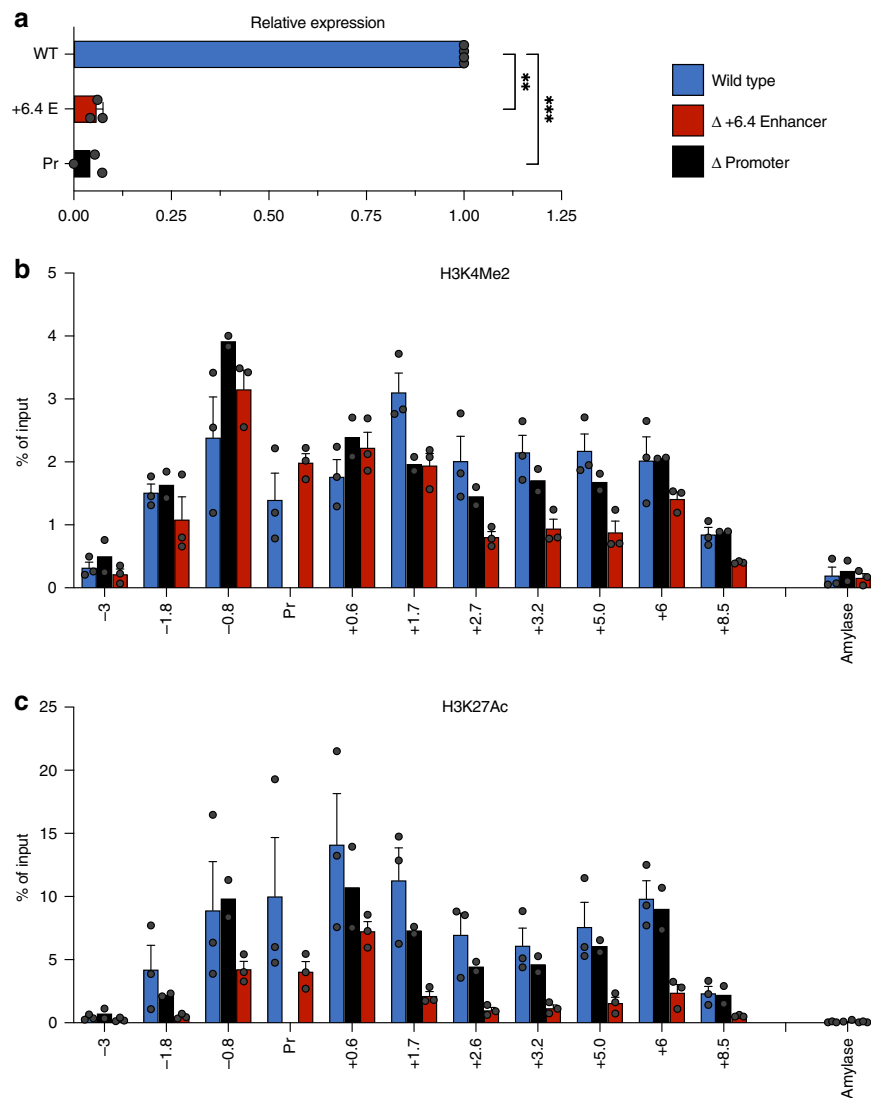 a
Relative expression
WT
+6.4 E
Pr
**
***
0.00 0.25 0.50 0.75 1.00 1.25
Wild type
Δ +6.4 Enhancer
Δ Promoter
b
H3K4Me2
% of input
5
4
3
2
1
0
−3 −1.8 −0.8 Pr +0.6 +1.7 +2.7 +3.2 +5.0 +6 +8.5 Amylase
c
H3K27Ac
% of input
25
20
15
10
5
0
−3 −1.8 −0.8 Pr +0.6 +1.7 +2.6 +3.2 +5.0 +6 +8.5 Amylase